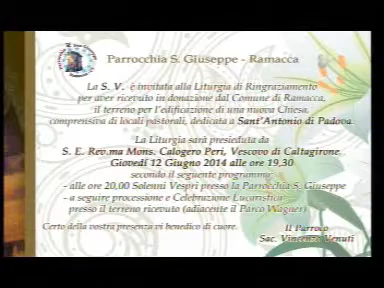 Parrocchia S. Giuseppe - Ramacca
La S. V. è invitata alla Liturgia di Ringraziamento
per aver ricevuto in donazione dal Comune di Ramacca,
il terreno per l'edificazione di una nuova Chiesa,
comprensiva di locali pastorali, dedicata a Sant'Antonio di Padova
La Liturgia sarà presieduta da
S. E. Rev.ma Mons. Calogero Peri, Vescovo di Caltagirone.
Giovedì 12 Giugno 2014 alle ore 19,30
secondo il seguente programma:
- alle ore 20,00 Solenni Vespri presso la Parrocchia S. Giuseppe
- a seguire processione e Celebrazione Eucaristica
presso il terreno ricevuto (adiacente il Parco Wagner)
Certo della vostra presenza vi benedico di cuore.
Il Parroco
Sac. Vincenzo Venuti